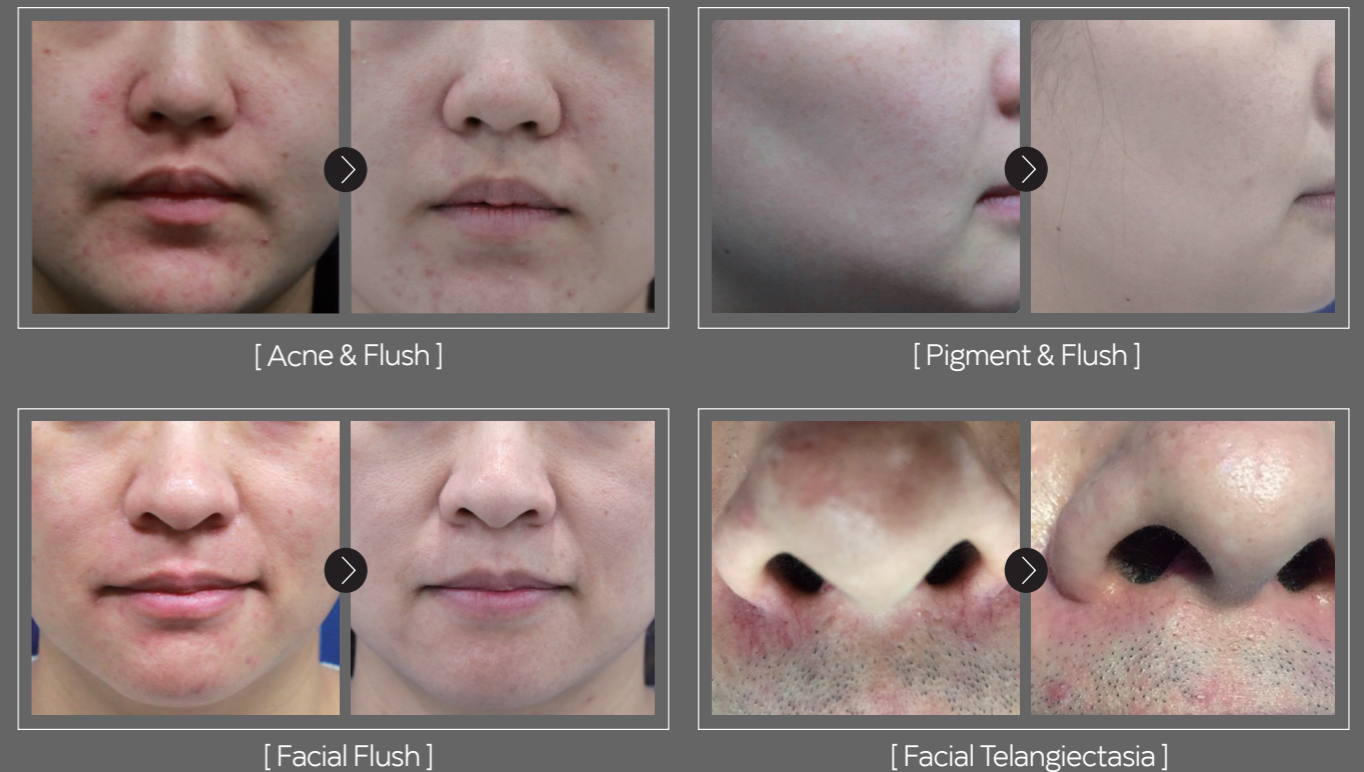 [ Acne & Flush ]
[ Pigment & Flush ]
[ Facial Flush ]
[ Facial Telangiectasia ]